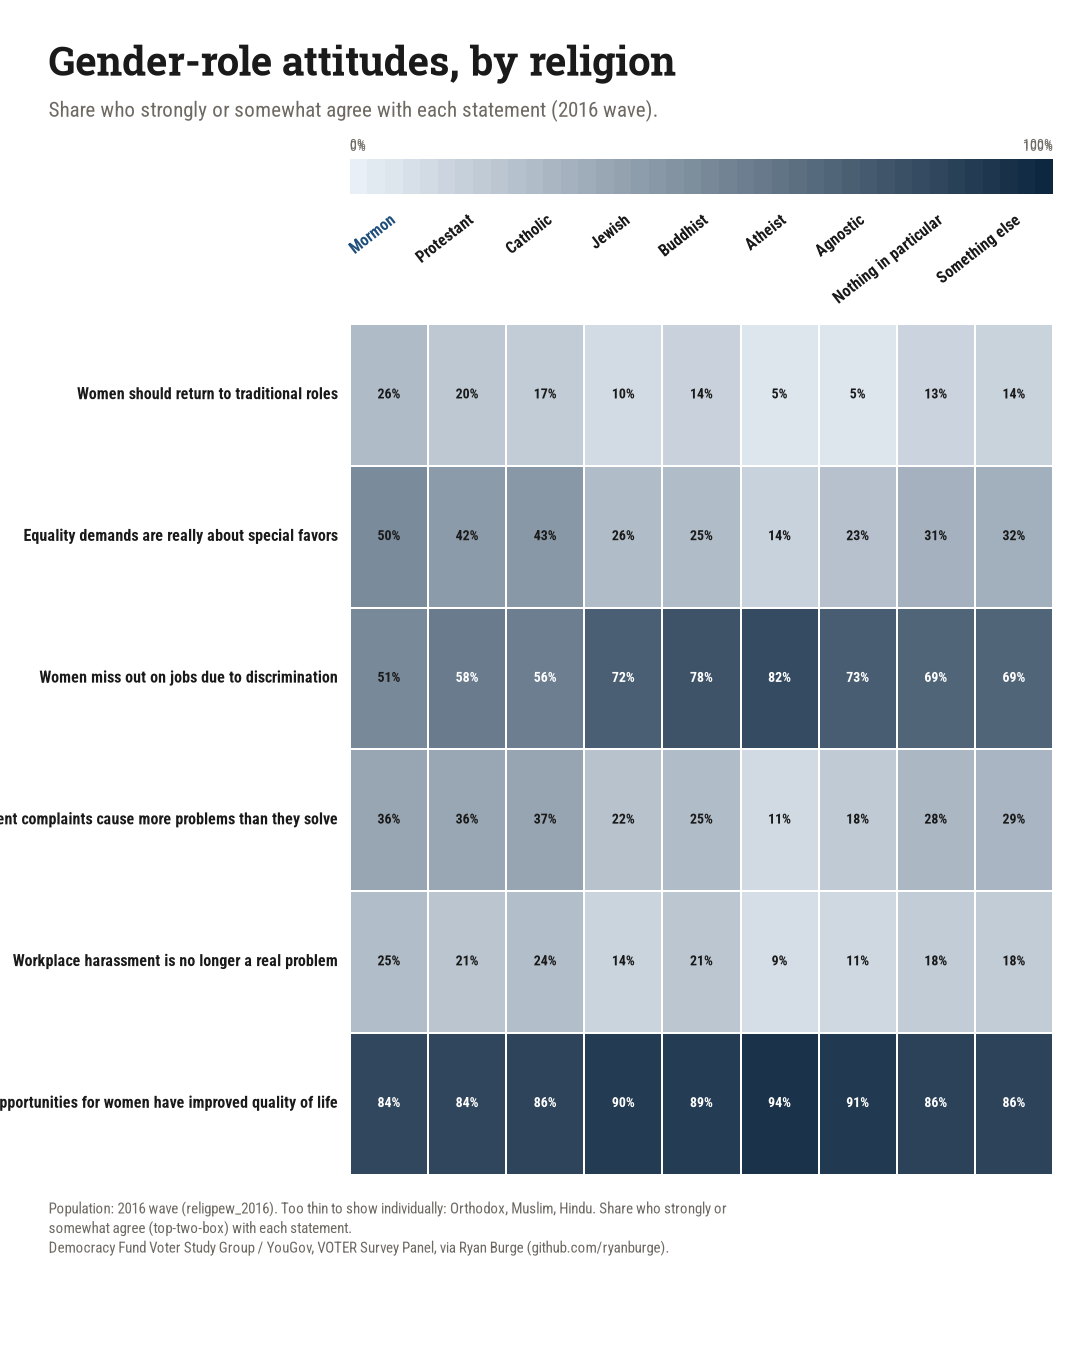 Gender-role attitudes, by religion
Share who strongly or somewhat agree with each statement (2016 wave).
0% 100%
Mormon Protestant Catholic Jewish Buddhist Atheist Agnostic Nothing in particular Something else
Women should return to traditional roles 26% 20% 17% 10% 14% 5% 5% 13% 14%
Equality demands are really about special favors 50% 42% 43% 26% 25% 14% 23% 31% 32%
Women miss out on jobs due to discrimination 51% 58% 56% 72% 78% 82% 73% 69% 69%
complaints cause more problems than they solve 36% 36% 37% 22% 25% 11% 18% 28% 29%
Workplace harassment is no longer a real problem 25% 21% 24% 14% 21% 9% 11% 18% 18%
for women have improved quality of life 84% 84% 86% 90% 89% 94% 91% 86% 86%
Population: 2016 wave (religpew_2016). Too thin to show individually: Orthodox, Muslim, Hindu. Share who strongly or
somewhat agree (top-two-box) with each statement.
Democracy Fund Voter Study Group / YouGov, VOTER Survey Panel, via Ryan Burge (github.com/ryanburge).